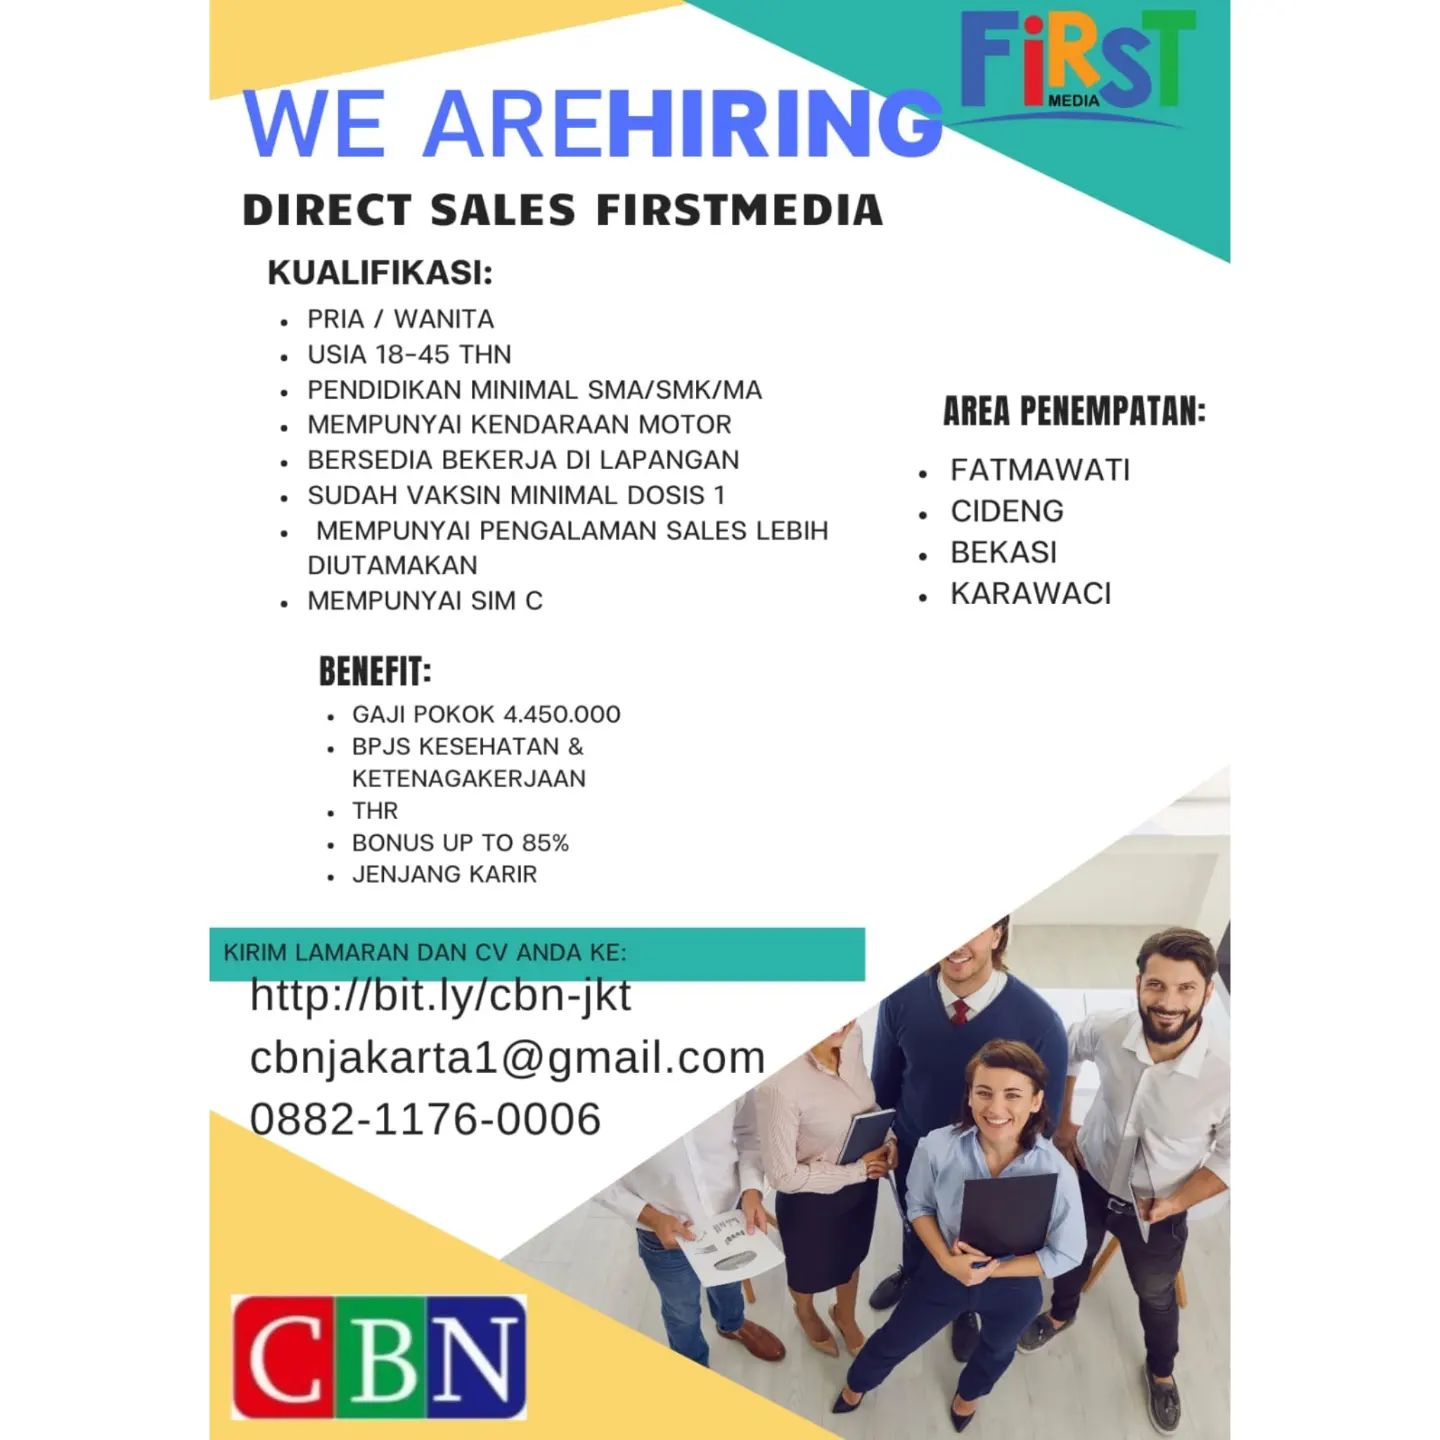 FiRST
MEDIA
WE AREHIRING
DIRECT SALES FIRSTMEDIA
KUALIFIKASI:
• PRIA / WANITA
• USIA 18-45 THN
• PENDIDIKAN MINIMAL SMA/SMK/MA
• MEMPUNYAI KENDARAAN MOTOR
• BERSEDIA BEKERJA DI LAPANGAN
• SUDAH VAKSIN MINIMAL DOSIS 1
• MEMPUNYAI PENGALAMAN SALES LEBIH
DIUTAMAKAN
• MEMPUNYAI SIM C
AREA PENEMPATAN:
• FATMAWATI
• CIDENG
• BEKASI
• KARAWACI
BENEFIT:
• GAJI POKOK 4.450.000
• BPJS KESEHATAN &
KETENAGAKERJAAN
• THR
• BONUS UP TO 85%
• JENJANG KARIR
KIRIM LAMARAN DAN CV ANDA KE:
http://bit.ly/cbn-jkt
cbnjakarta1@gmail.com
0882-1176-0006
CBN